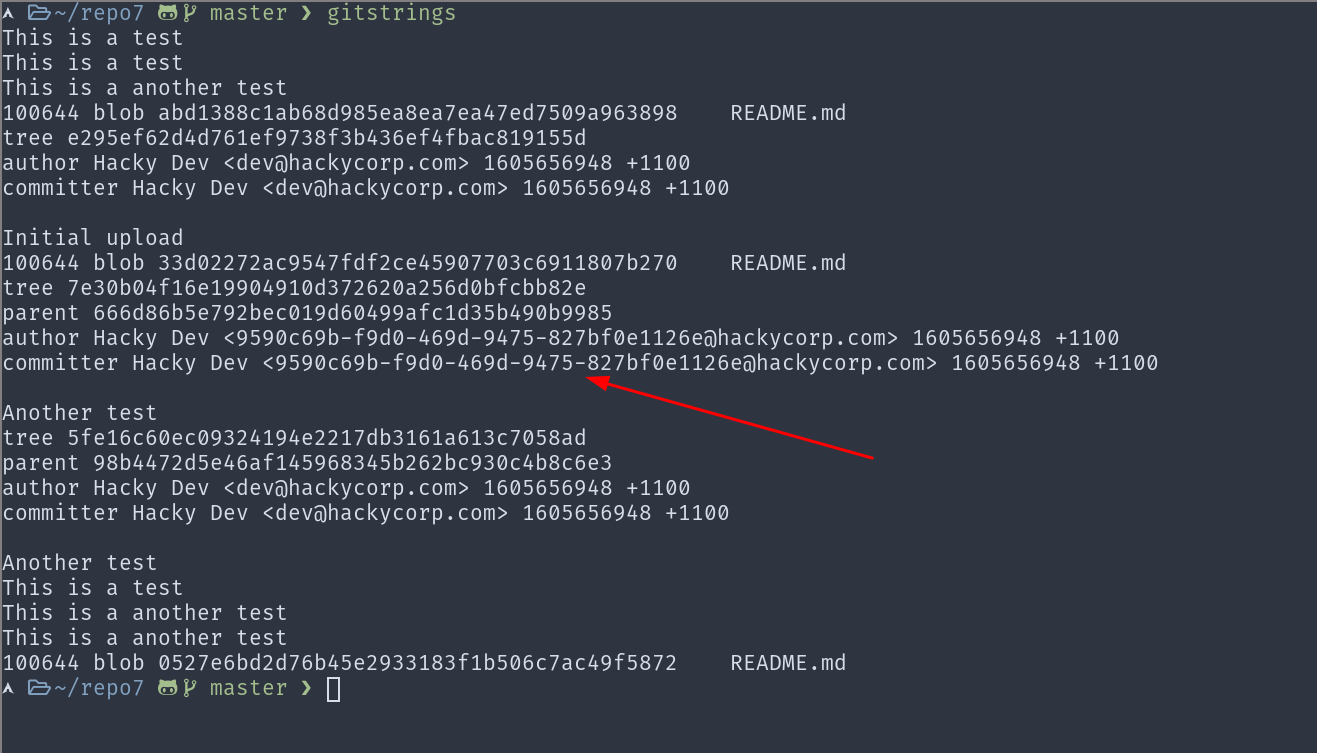 ~/repo7 master ❯ gitstrings
This is a test
This is a test
This is a another test
100644 blob abd1388c1ab68d985ea8ea7ea47ed7509a963898    README.md
tree e295ef62d4d761ef9738f3b436ef4fbac819155d
author Hacky Dev <dev@hackycorp.com> 1605656948 +1100
committer Hacky Dev <dev@hackycorp.com> 1605656948 +1100
Initial upload
100644 blob 33d02272ac9547fdf2ce45907703c6911807b270    README.md
tree 7e30b04f16e19904910d372620a256d0bfcbb82e
parent 666d86b5e792bec019d60499afc1d35b490b9985
author Hacky Dev <9590c69b-f9d0-469d-9475-827bf0e1126e@hackycorp.com> 1605656948 +1100
committer Hacky Dev <9590c69b-f9d0-469d-9475-827bf0e1126e@hackycorp.com> 1605656948 +1100
Another test
tree 5fe16c60ec09324194e2217db3161a613c7058ad
parent 98b4472d5e46af145968345b262bc930c4b8c6e3
author Hacky Dev <dev@hackycorp.com> 1605656948 +1100
committer Hacky Dev <dev@hackycorp.com> 1605656948 +1100
Another test
This is a test
This is a another test
This is a another test
100644 blob 0527e6bd2d76b45e2933183f1b506c7ac49f5872    README.md
~/repo7 master ❯